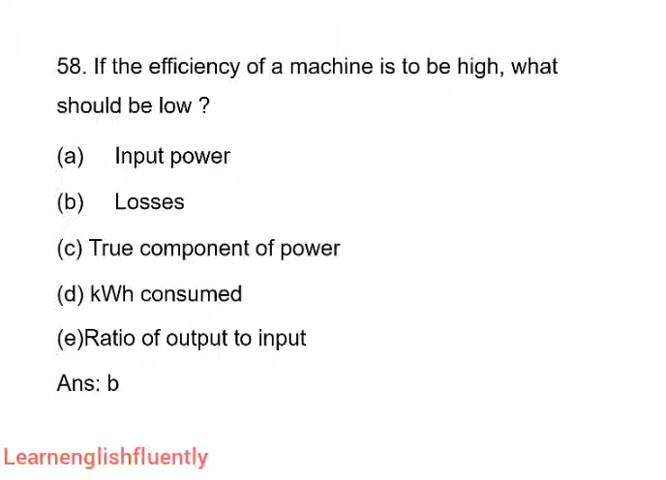 58. If the efficiency of a machine is to be high, what
should be low ?
(a) Input power
(b) Losses
(c) True component of power
(d) kWh consumed
(e)Ratio of output to input
Ans: b
Learnenglishfluently